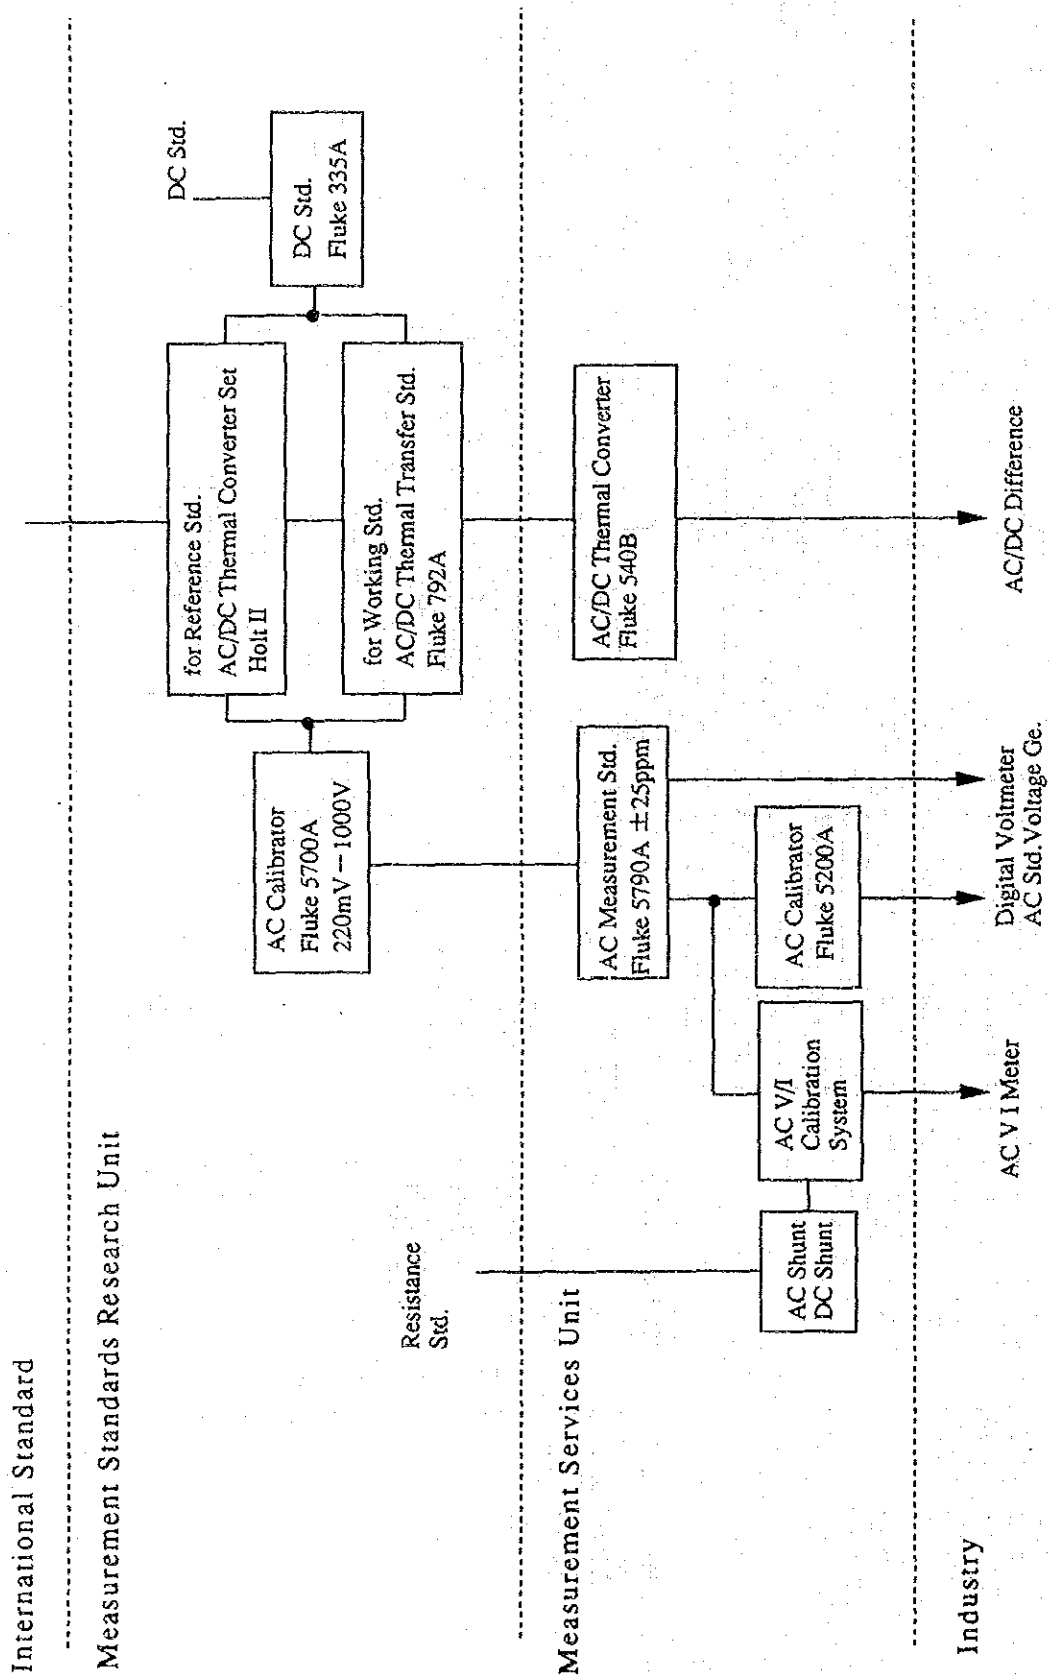 International Standard
Measurement Standards Research Unit
DC Std.
for Reference Std.
AC/DC Thermal Converter Set
Holt II
DC Std.
Fluke 335A
AC Calibrator
Fluke 5700A
220mV – 1000V
for Working Std.
AC/DC Thermal Transfer Std.
Fluke 792A
Resistance
Std.
Measurement Services Unit
AC Measurement Std.
Fluke 5790A ±25ppm
AC/DC Thermal Converter
Fluke 540B
AC Shunt
DC Shunt
AC V/I
Calibration
System
AC Calibrator
Fluke 5200A
Industry
AC V I Meter
Digital Voltmeter
AC Std. Voltage Ge.
AC/DC Difference